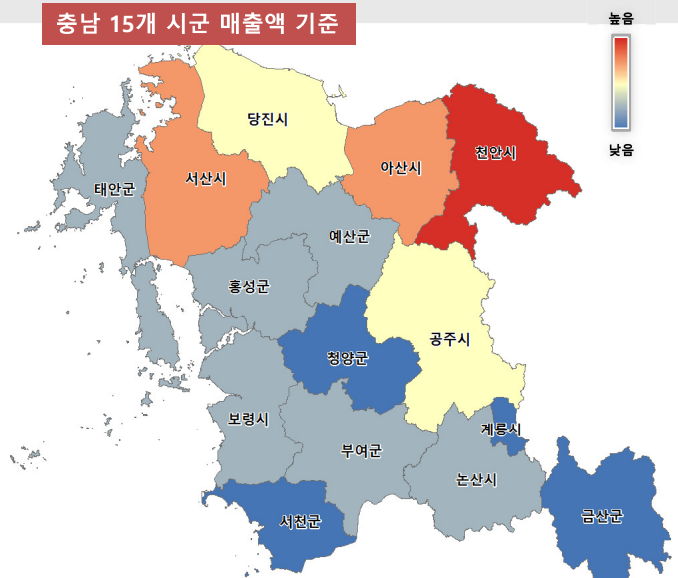 충남 15개 시군 매출액 기준
높음
낮음
당진시
천안시
아산시
서산시
태안군
예산군
홍성군
공주시
청양군
보령시
계룡시
부여군
논산시
서천군
금산군